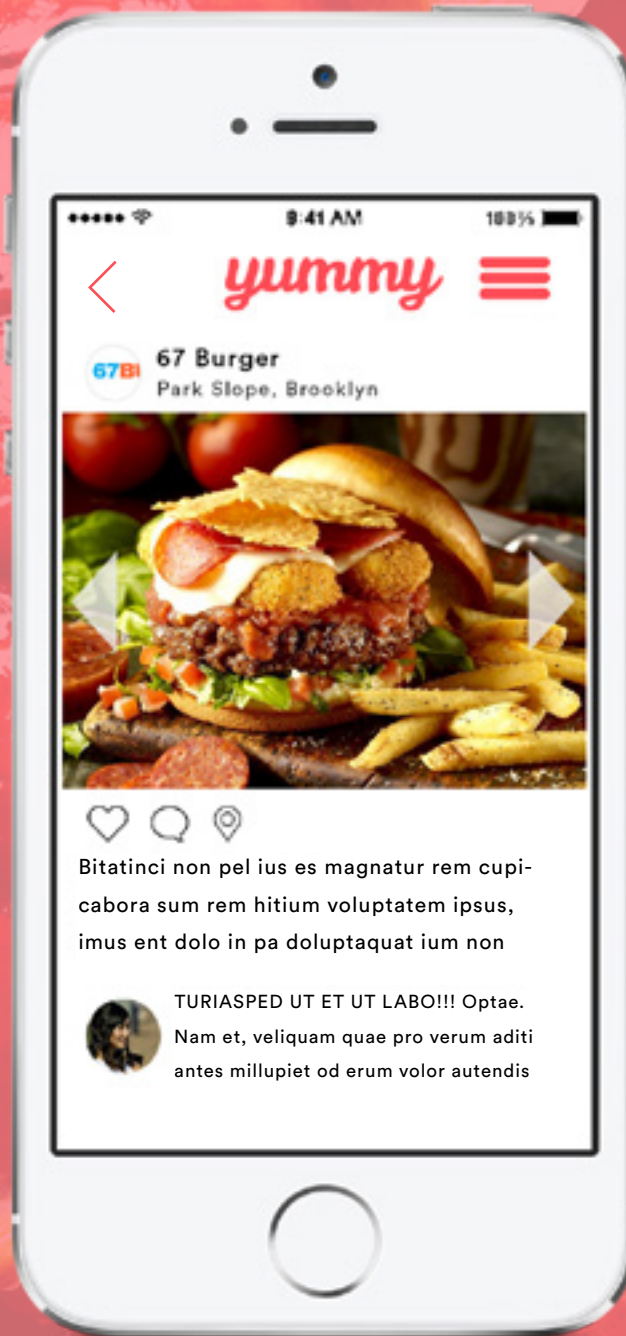 9:41 AM
100%
yummy
67 Burger
Park Slope, Brooklyn
Bitatinci non pel ius es magnatur rem cupi-
cabora sum rem hitium voluptatem ipsus,
imus ent dolo in pa doluptaquat ium non
TURIASPED UT ET UT LABO!!! Optae.
Nam et, veliquam quae pro verum aditi
antes millupiet od erum volor autendis